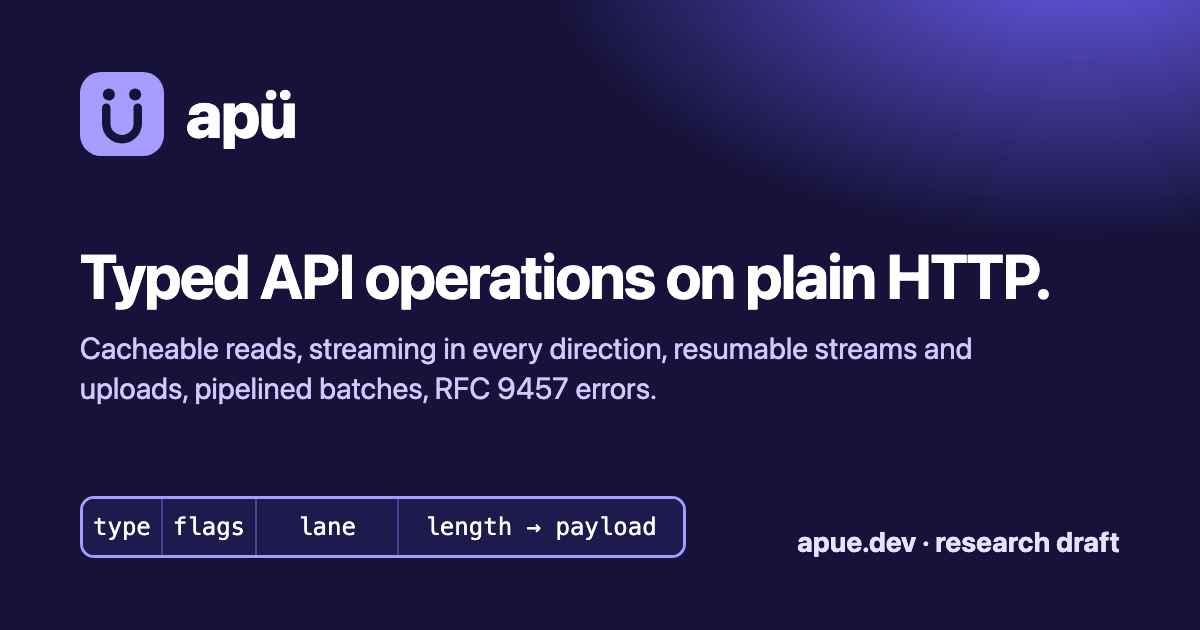 apü
Typed API operations on plain HTTP.
Cacheable reads, streaming in every direction, resumable streams and
uploads, pipelined batches, RFC 9457 errors.
type flags lane length → payload
apue.dev · research draft